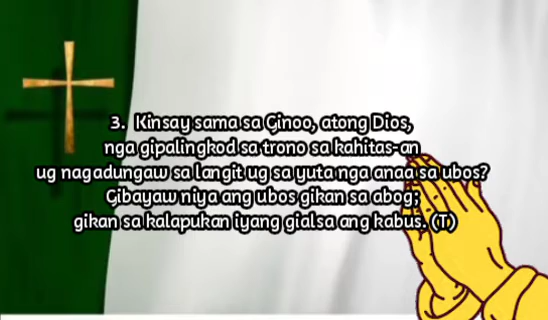 3. Kinsay sama sa Ginoo, atong Dios,
nga gipalingkod sa trono sa kahitas-an
ug nagadungaw sa langit ug sa yuta nga anaa sa ubos?
Gibayaw niya ang ubos gikan sa abog;
gikan sa kalapukan iyang gialsa ang kabus. (T)